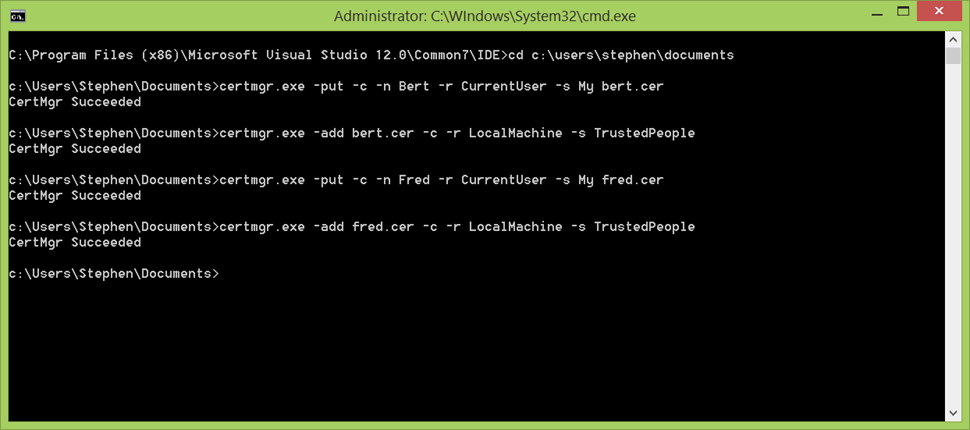 Administrator: C:\WIndows\System32\cmd.exe
C:\Program Files (x86)\Microsoft Visual Studio 12.0\Common7\IDE>cd c:\users\stephen\documents
c:\Users\Stephen\Documents>certmgr.exe -put -c -n Bert -r CurrentUser -s My bert.cer
CertMgr Succeeded
c:\Users\Stephen\Documents>certmgr.exe -add bert.cer -c -r LocalMachine -s TrustedPeople
CertMgr Succeeded
c:\Users\Stephen\Documents>certmgr.exe -put -c -n Fred -r CurrentUser -s My fred.cer
CertMgr Succeeded
c:\Users\Stephen\Documents>certmgr.exe -add fred.cer -c -r LocalMachine -s TrustedPeople
CertMgr Succeeded
c:\Users\Stephen\Documents>